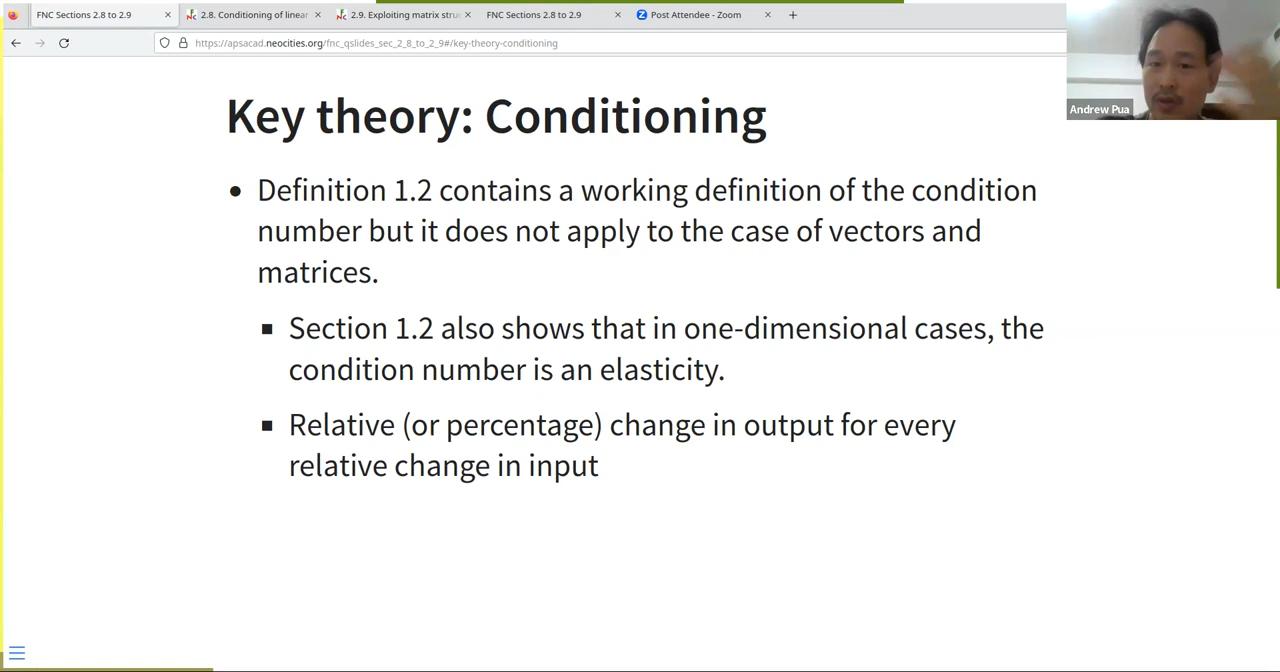 FNC Sections 2.8 to 2.9
2.8. Conditioning of linear
2.9. Exploiting matrix stru
FNC Sections 2.8 to 2.9
Post Attendee - Zoom
https://apsacad.neocities.org/fnc_qslides_sec_2_8_to_2_9#/key-theory-conditioning
Andrew Pua
Key theory: Conditioning
• Definition 1.2 contains a working definition of the condition
number but it does not apply to the case of vectors and
matrices.
▪ Section 1.2 also shows that in one-dimensional cases, the
condition number is an elasticity.
▪ Relative (or percentage) change in output for every
relative change in input